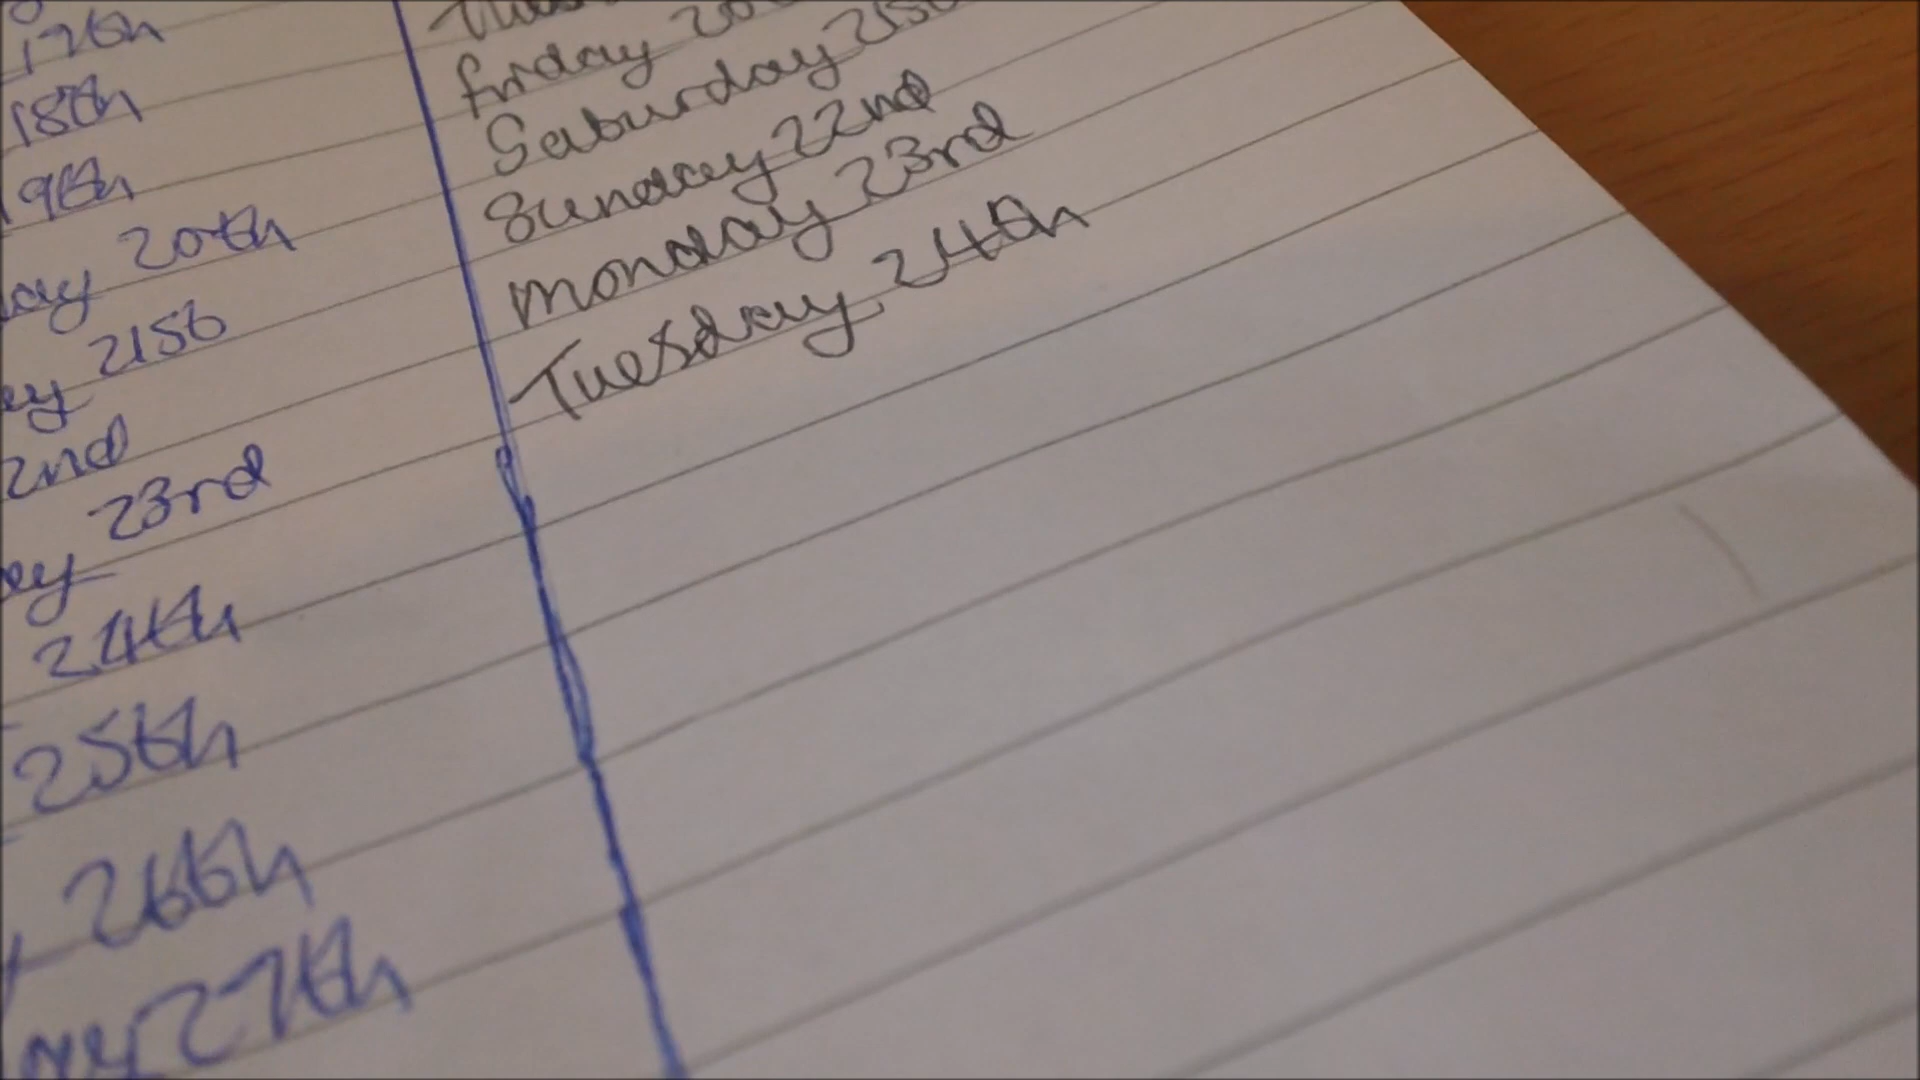 17th
18th
19th
20th
21st
2nd
23rd
24th
25th
26th
27th
friday
Saturday 21st
Sunday 22nd
monday 23rd
Tuesday 24th